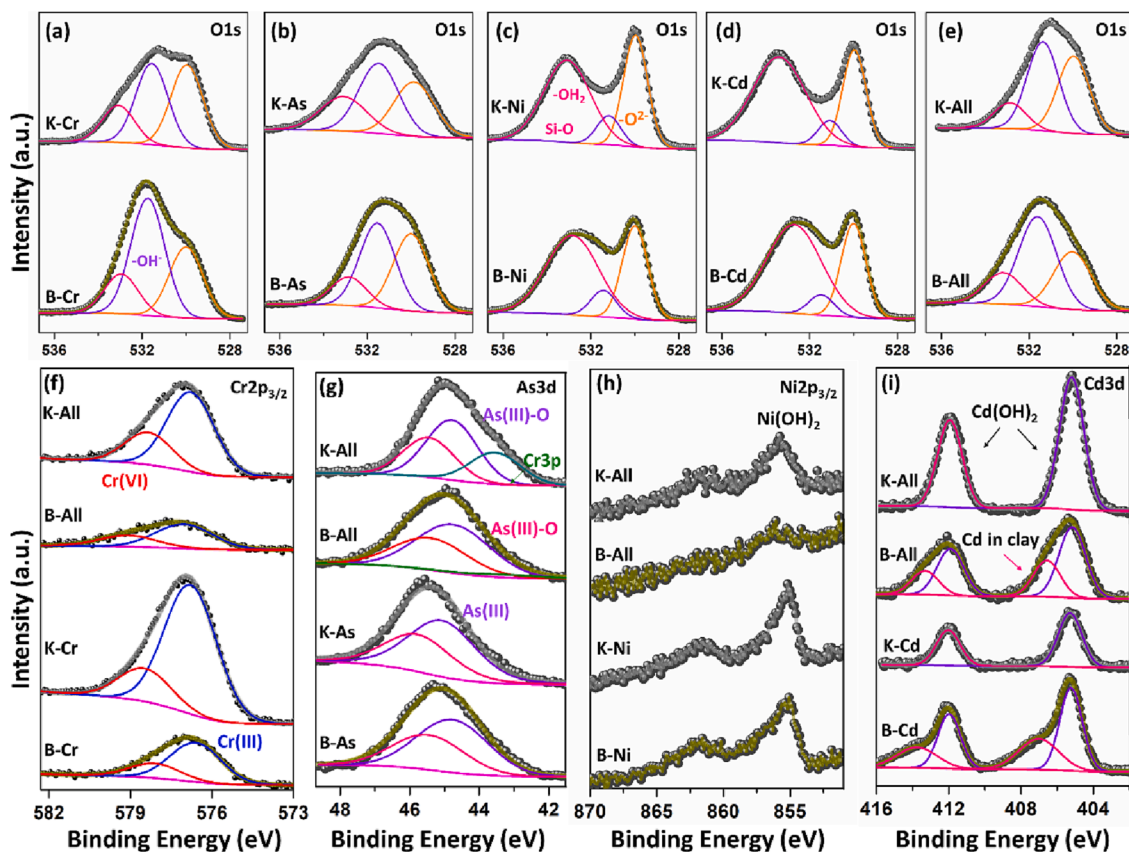 (a) O1s
K-Cr
-OH⁻
B-Cr
536 532 528
(b) O1s
K-As
B-As
536 532 528
(c) O1s
K-Ni
-OH₂
Si-O
-O²⁻
B-Ni
536 532 528
(d) O1s
K-Cd
B-Cd
536 532 528
(e) O1s
K-All
B-All
536 532 528
Intensity (a.u.)
(f) Cr2p₃/₂
K-All
Cr(VI)
B-All
K-Cr
Cr(III)
B-Cr
582 579 576 573
Binding Energy (eV)
(g) As3d
As(III)-O
K-All
Cr3p
B-All
As(III)-O
As(III)
K-As
B-As
48 46 44 42
Binding Energy (eV)
(h) Ni2p₃/₂
Ni(OH)₂
K-All
B-All
K-Ni
B-Ni
870 865 860 855
Binding Energy (eV)
(i) Cd3d
Cd(OH)₂
K-All
B-All
Cd in clay
K-Cd
B-Cd
416 412 408 404
Binding Energy (eV)
Intensity (a.u.)